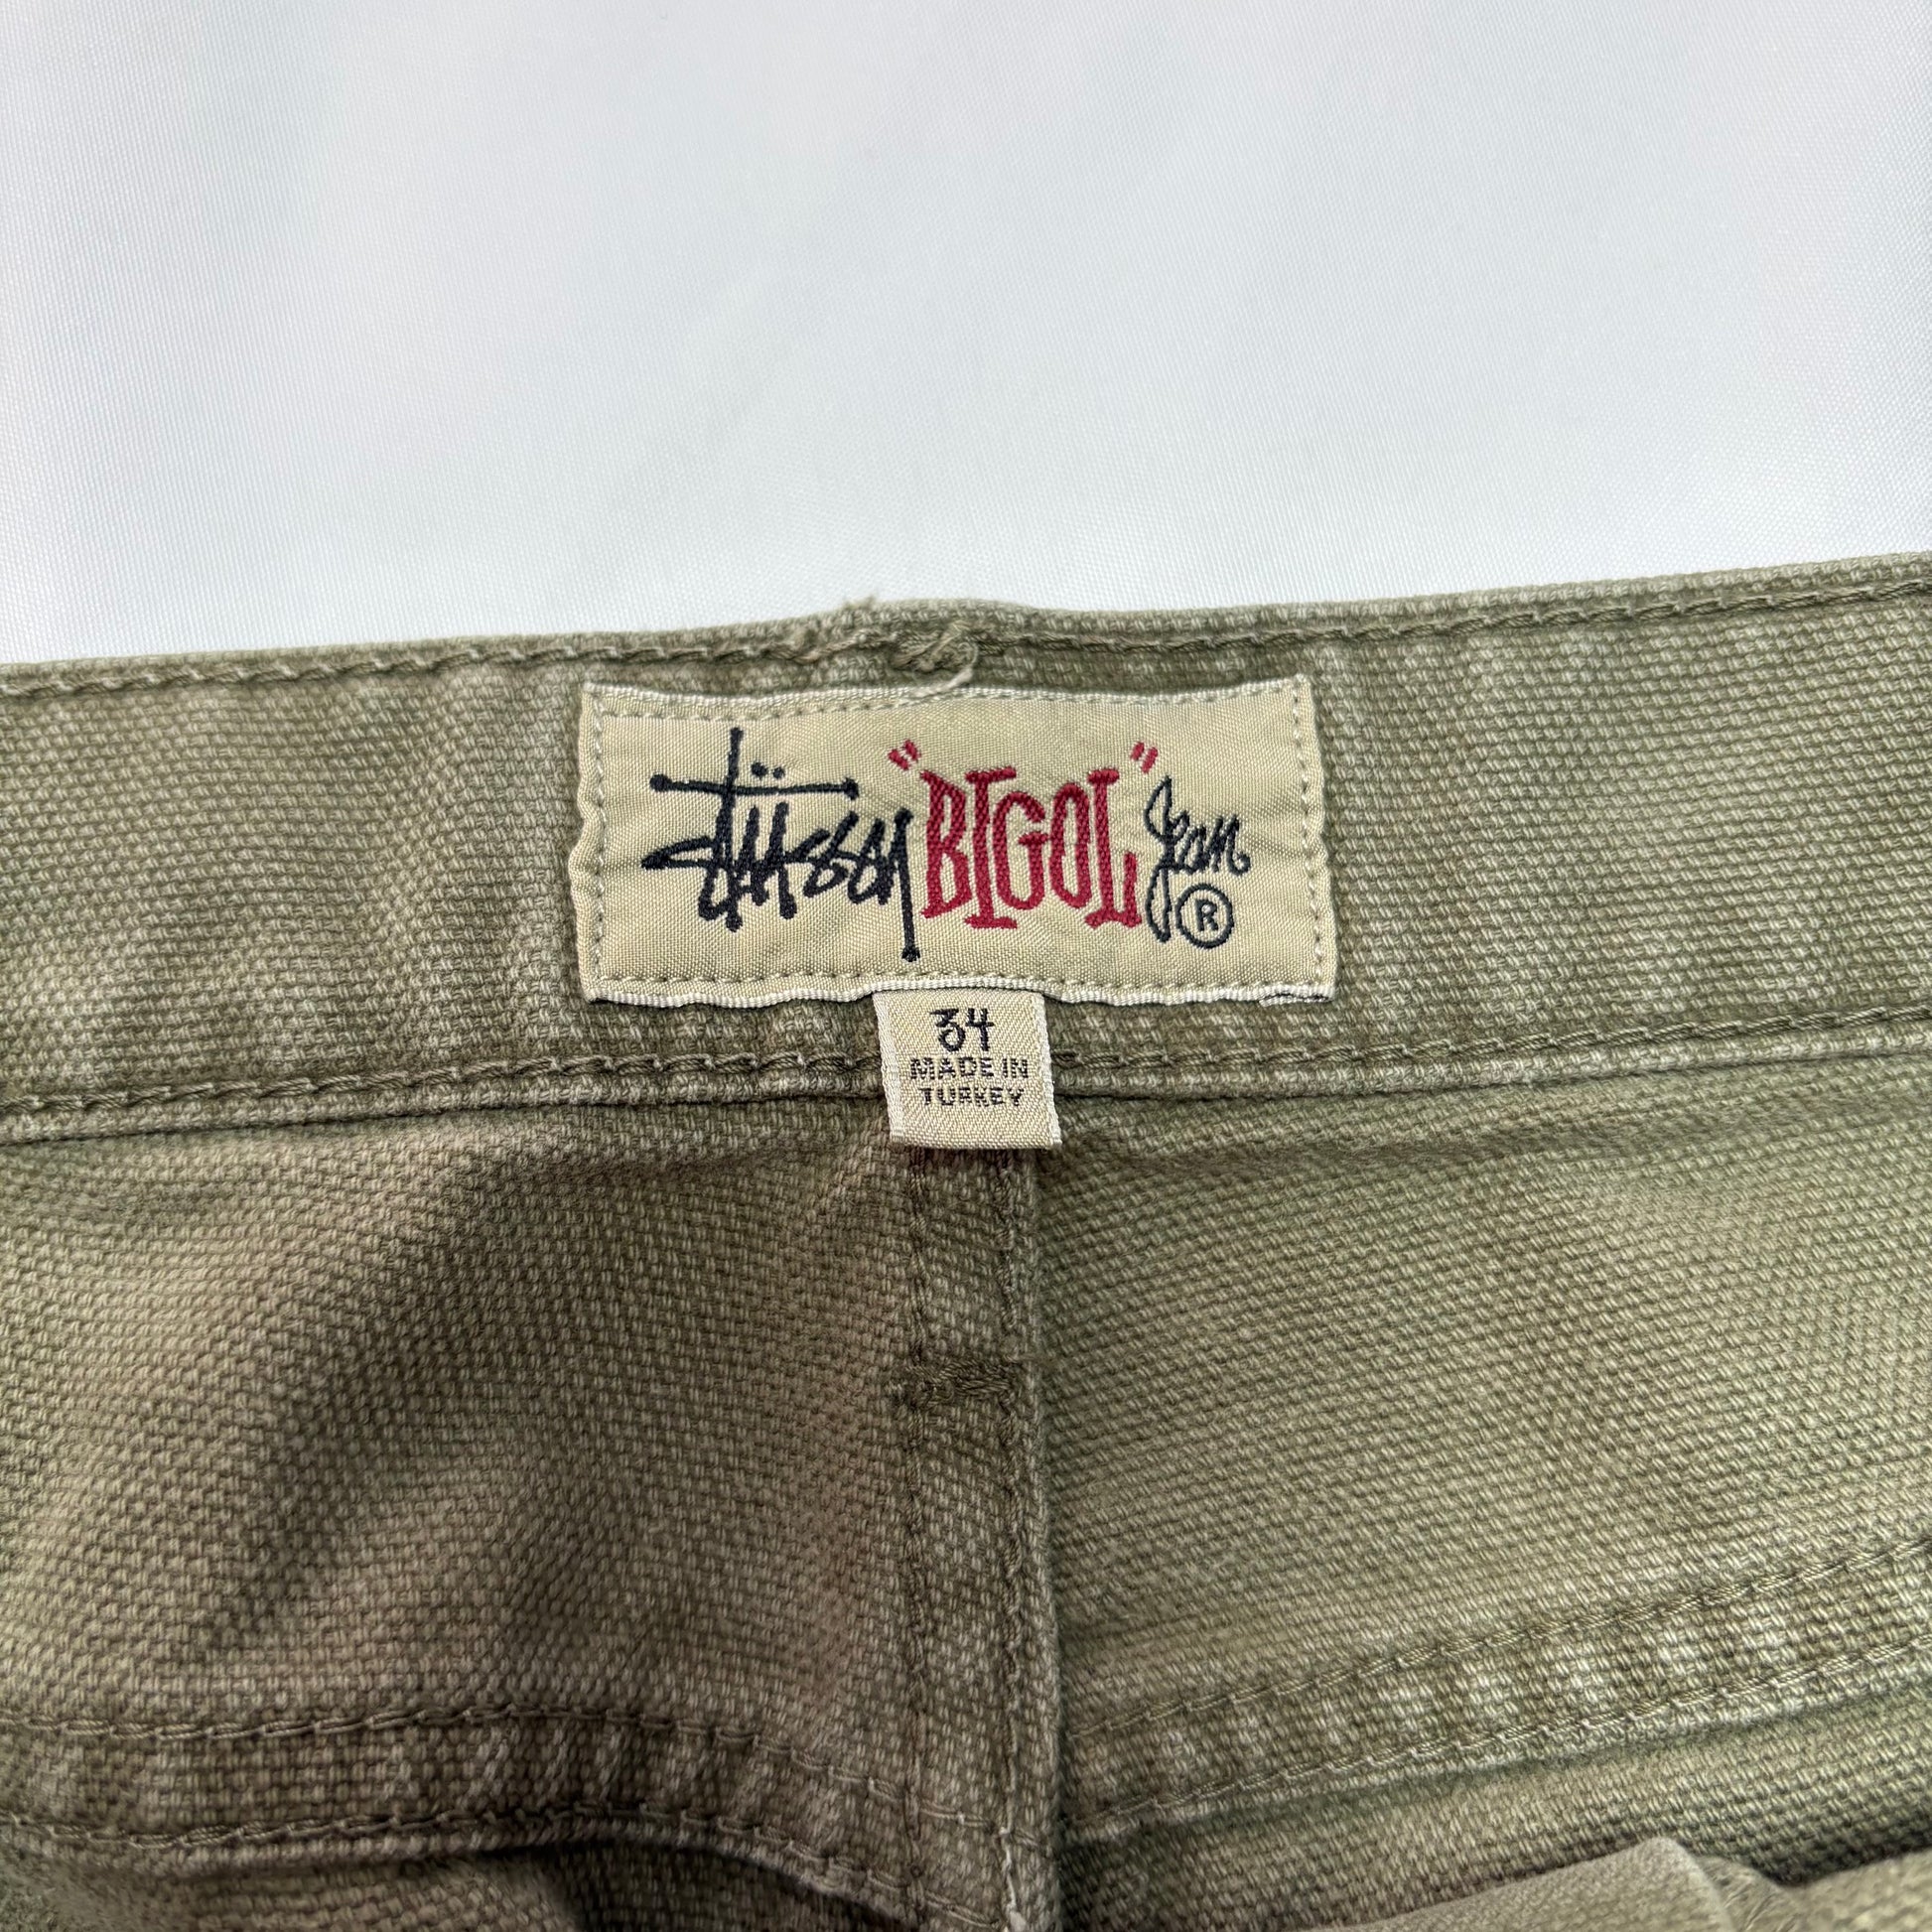 Stüssy "BIGOL" Jean ®
34
MADE IN
TURKEY